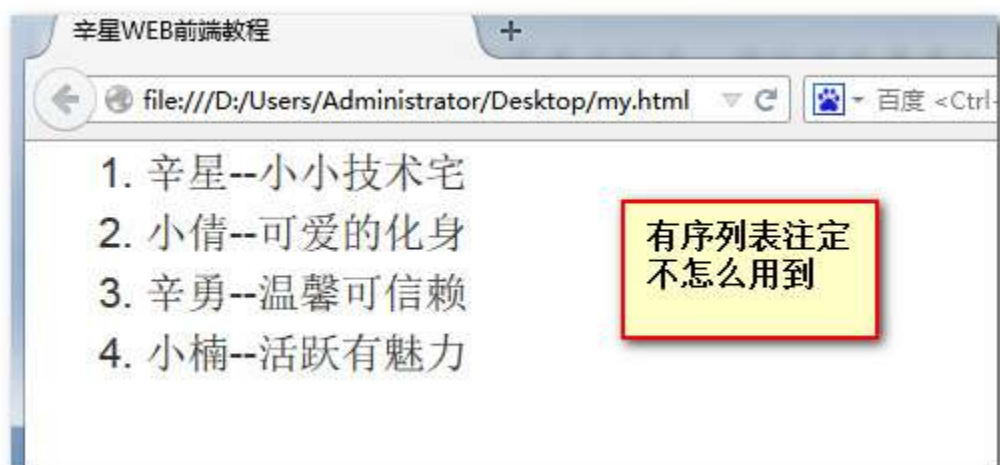 辛星WEB前端教程
file:///D:/Users/Administrator/Desktop/my.html
百度 <Ctrl
1. 辛星--小小技术宅
2. 小倩--可爱的化身
3. 辛勇--温馨可信赖
4. 小楠--活跃有魅力
有序列表注定
不怎么用到